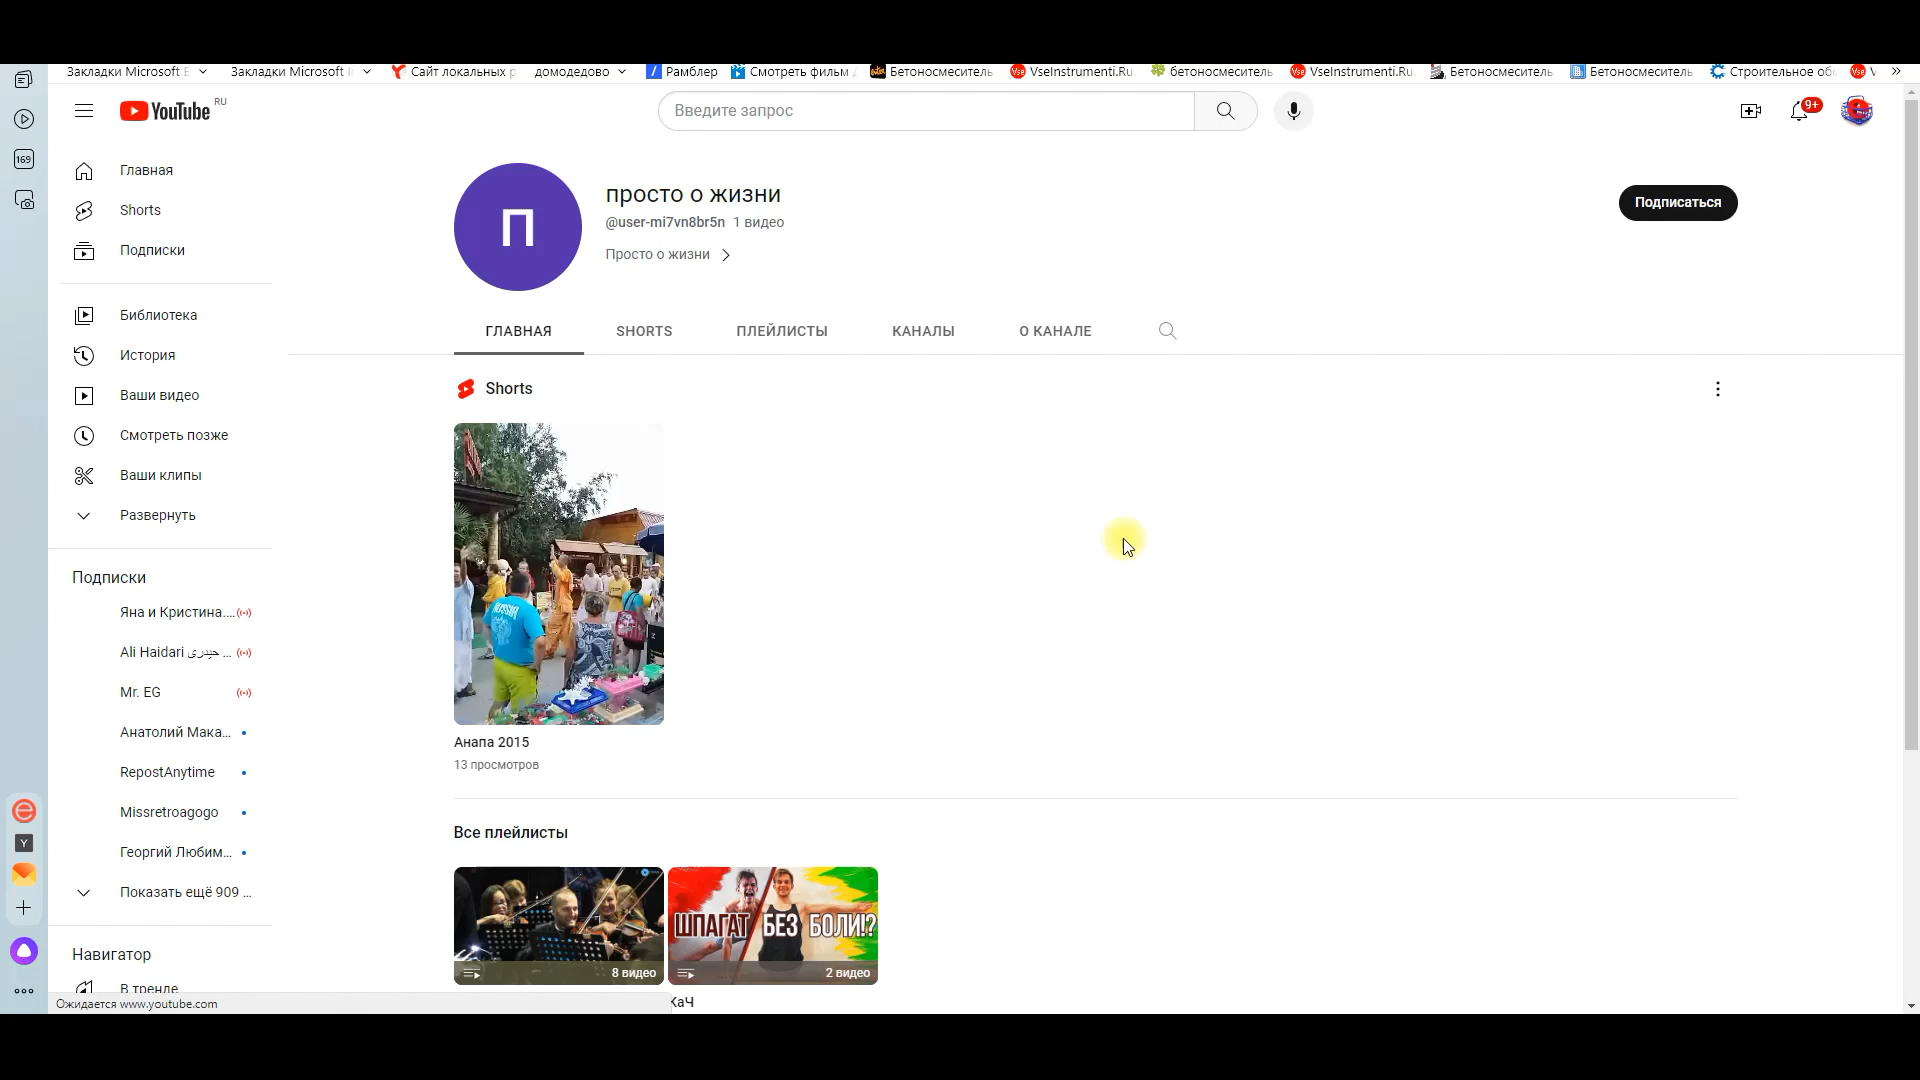 Закладки Microsoft E
Закладки Microsoft I
Сайт локальных р
домодедово
Рамблер
Смотреть фильм
Бетоносмеситель
VseInstrumenti.Ru
бетоносмеситель
VseInstrumenti.Ru
Бетоносмеситель
Бетоносмеситель
Строительное об
YouTube RU
Введите запрос
9+
169
Главная
Shorts
Подписки
Библиотека
История
Ваши видео
Смотреть позже
Ваши клипы
Развернуть
Подписки
Яна и Кристина....
Ali Haidari حیدری ...
Mr. EG
Анатолий Мака...
RepostAnytime
Missretroagogo
Георгий Любим...
Показать ещё 909 ...
Навигатор
В тренде
Ожидается www.youtube.com
П
просто о жизни
@user-mi7vn8br5n 1 видео
Просто о жизни
Подписаться
ГЛАВНАЯ
SHORTS
ПЛЕЙЛИСТЫ
КАНАЛЫ
О КАНАЛЕ
Shorts
RUSSIA
Анапа 2015
13 просмотров
Все плейлисты
8 видео
ШПАГАТ БЕЗ БОЛИ!?
2 видео
КаЧ